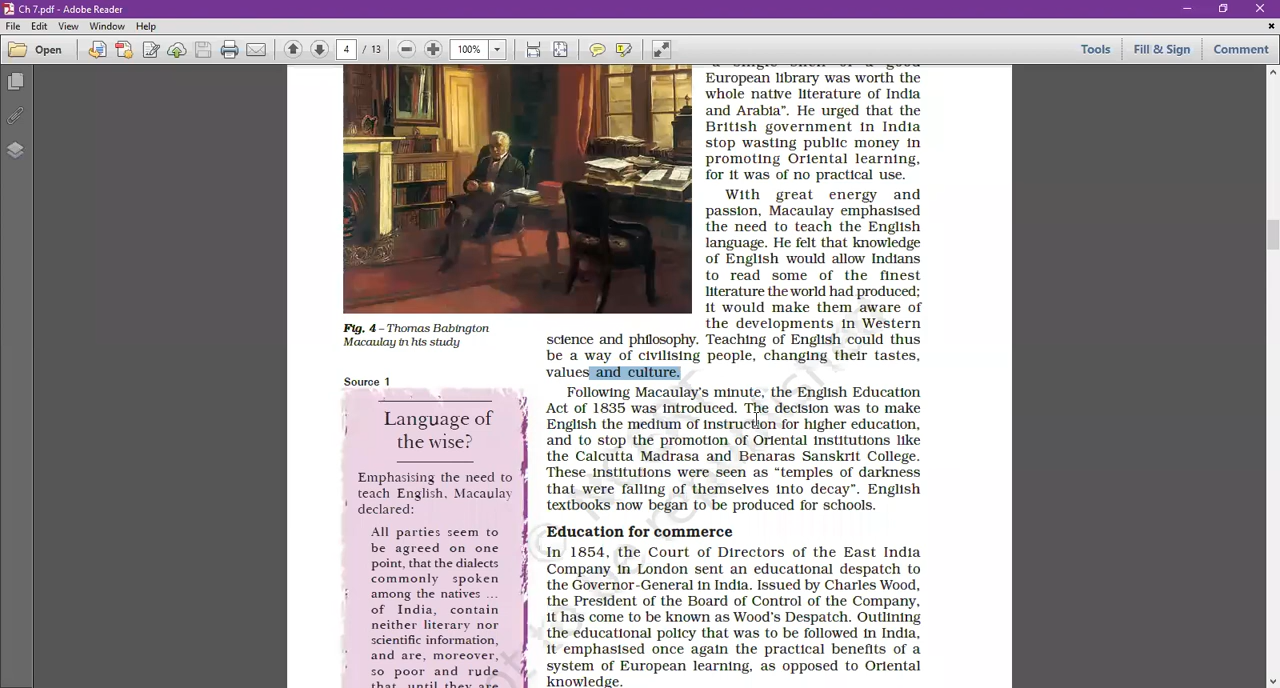 Ch 7.pdf - Adobe Reader
File Edit View Window Help
Open 4 / 13 100% Tools Fill & Sign Comment
a single shelf of a good
European library was worth the
whole native literature of India
and Arabia”. He urged that the
British government in India
stop wasting public money in
promoting Oriental learning,
for it was of no practical use.
With great energy and
passion, Macaulay emphasised
the need to teach the English
language. He felt that knowledge
of English would allow Indians
to read some of the finest
literature the world had produced;
it would make them aware of
the developments in Western
science and philosophy. Teaching of English could thus
be a way of civilising people, changing their tastes,
values and culture.
Following Macaulay’s minute, the English Education
Act of 1835 was introduced. The decision was to make
English the medium of instruction for higher education,
and to stop the promotion of Oriental institutions like
the Calcutta Madrasa and Benaras Sanskrit College.
These institutions were seen as “temples of darkness
that were falling of themselves into decay”. English
textbooks now began to be produced for schools.
Education for commerce
In 1854, the Court of Directors of the East India
Company in London sent an educational despatch to
the Governor-General in India. Issued by Charles Wood,
the President of the Board of Control of the Company,
it has come to be known as Wood’s Despatch. Outlining
the educational policy that was to be followed in India,
it emphasised once again the practical benefits of a
system of European learning, as opposed to Oriental
knowledge.
Fig. 4 – Thomas Babington
Macaulay in his study
Source 1
Language of
the wise?
Emphasising the need to
teach English, Macaulay
declared:
All parties seem to
be agreed on one
point, that the dialects
commonly spoken
among the natives ...
of India, contain
neither literary nor
scientific information,
and are, moreover,
so poor and rude
that, until they are